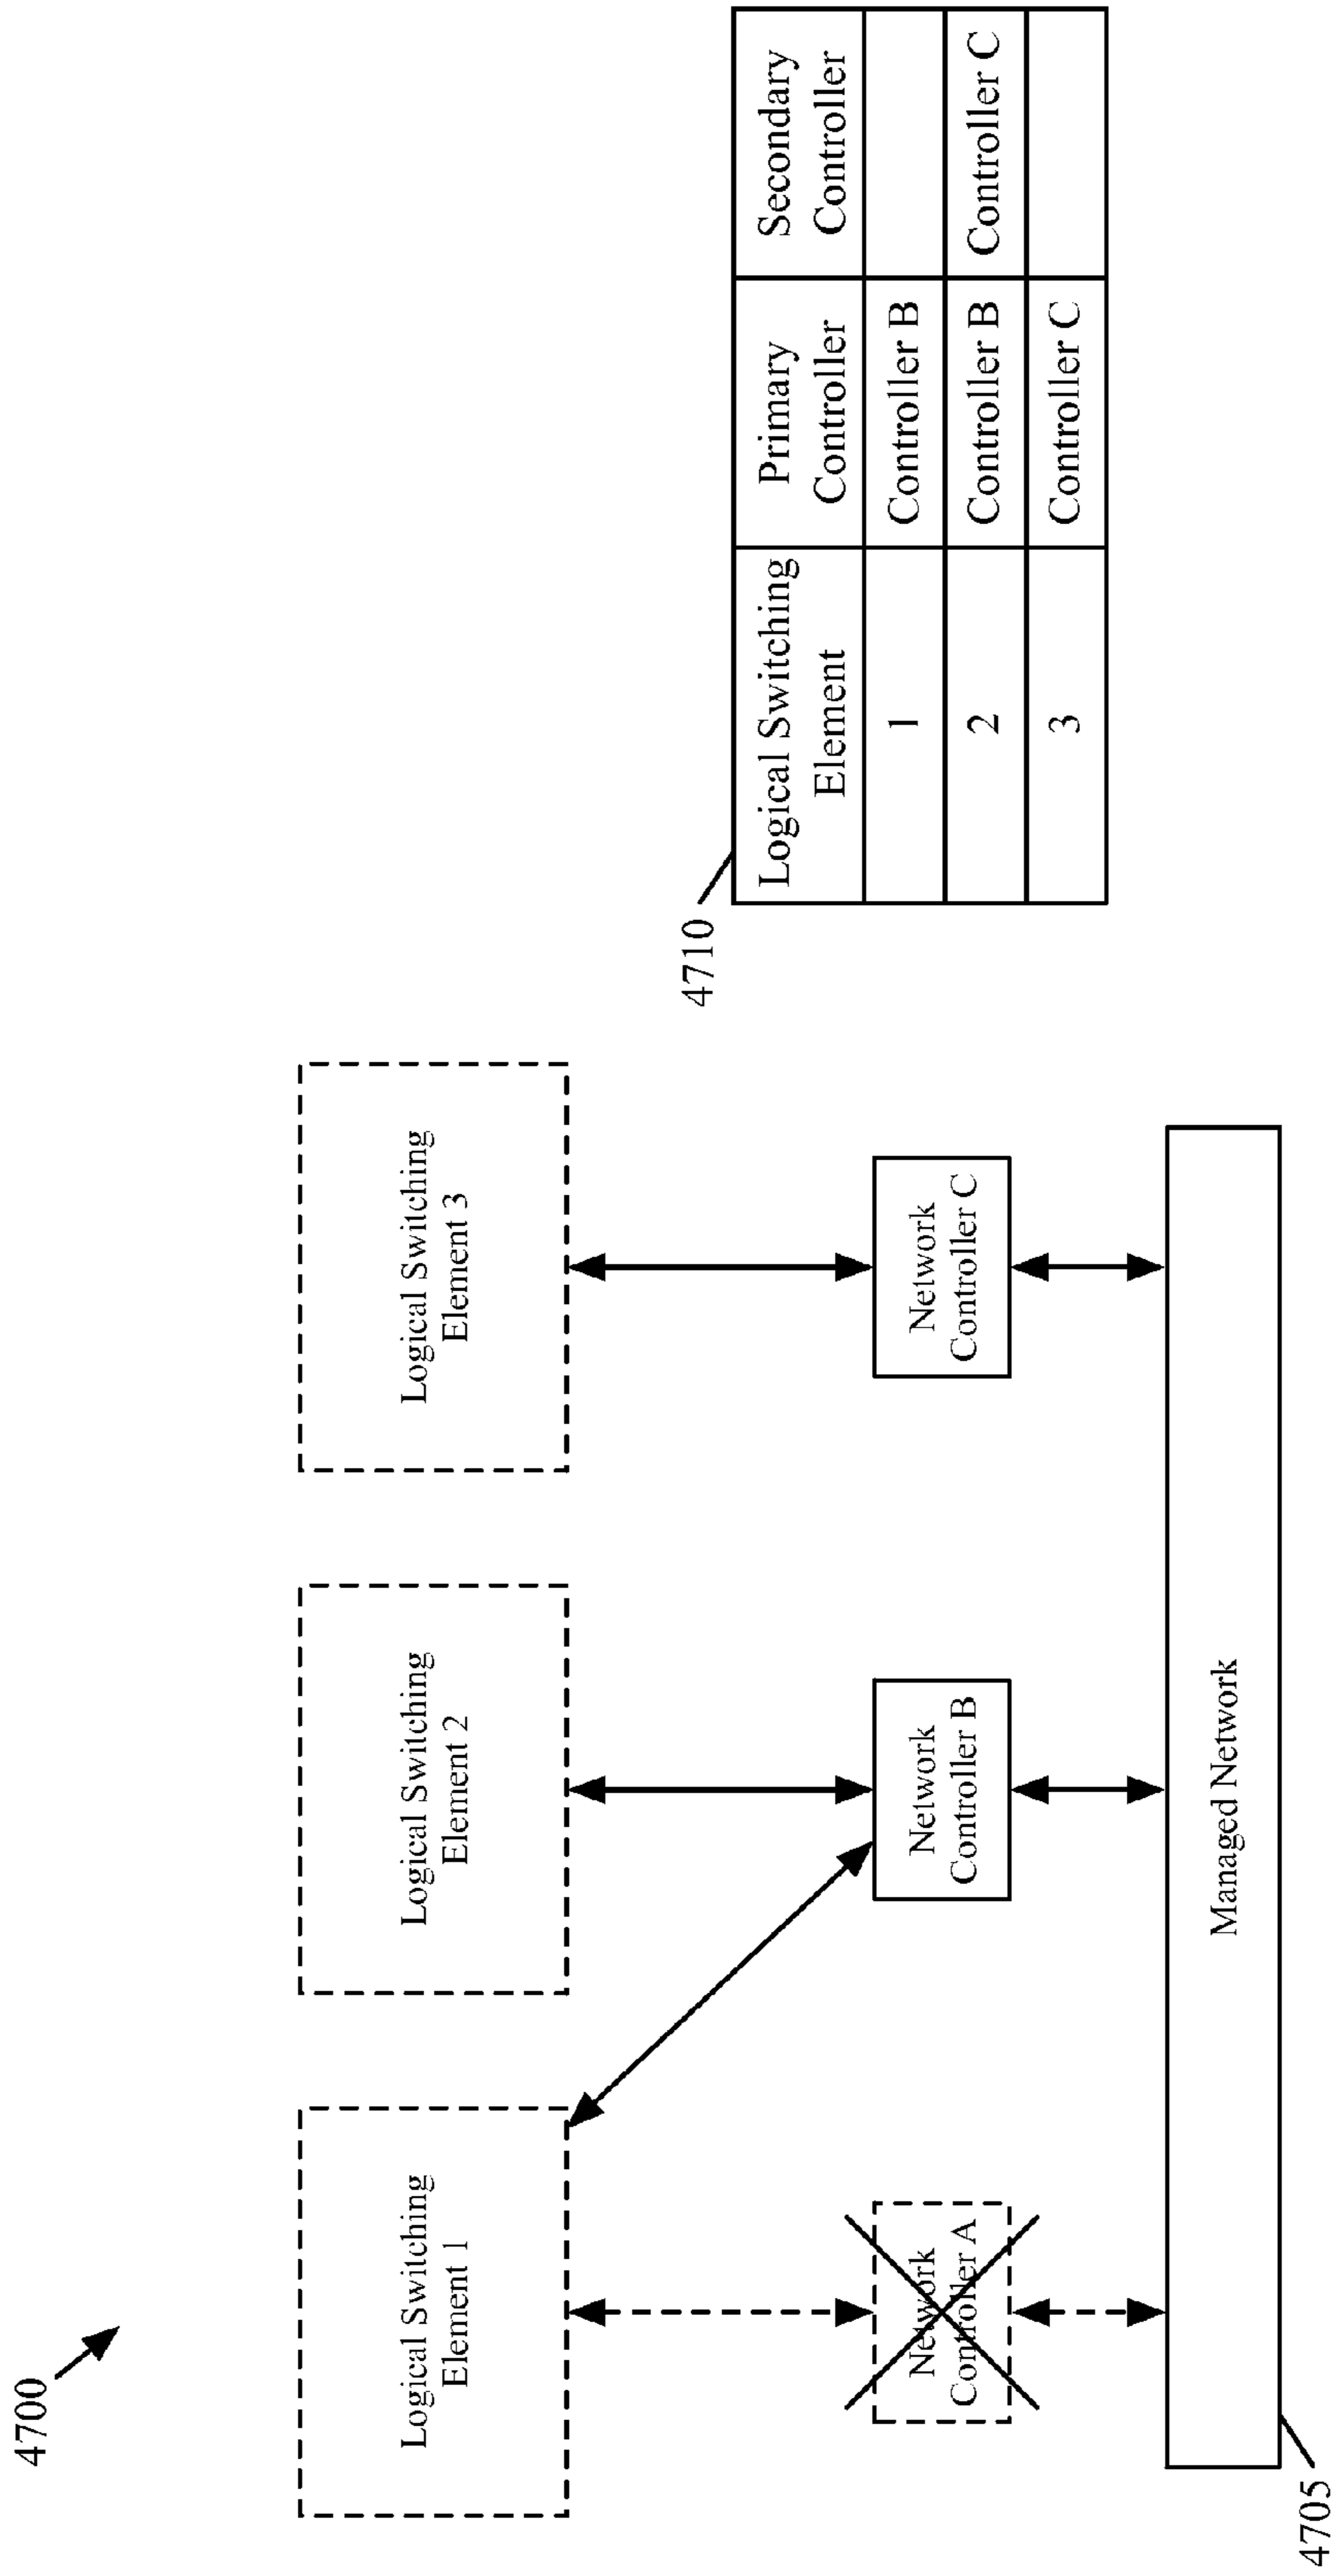 4700
Logical Switching
Element 1
Logical Switching
Element 2
Logical Switching
Element 3
Network
Controller A
Network
Controller B
Network
Controller C
Managed Network
4705
4710
Logical Switching
Element
Primary
Controller
Secondary
Controller
1
Controller B
2
Controller B
Controller C
3
Controller C